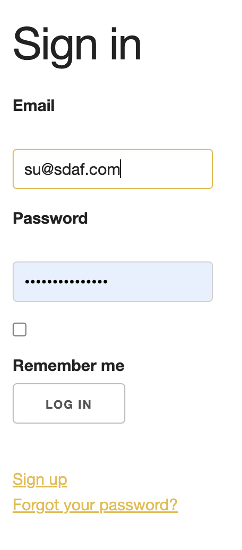 Sign in
Email
su@sdaf.com
Password
•••••••••••••••
Remember me
LOG IN
Sign up
Forgot your password?